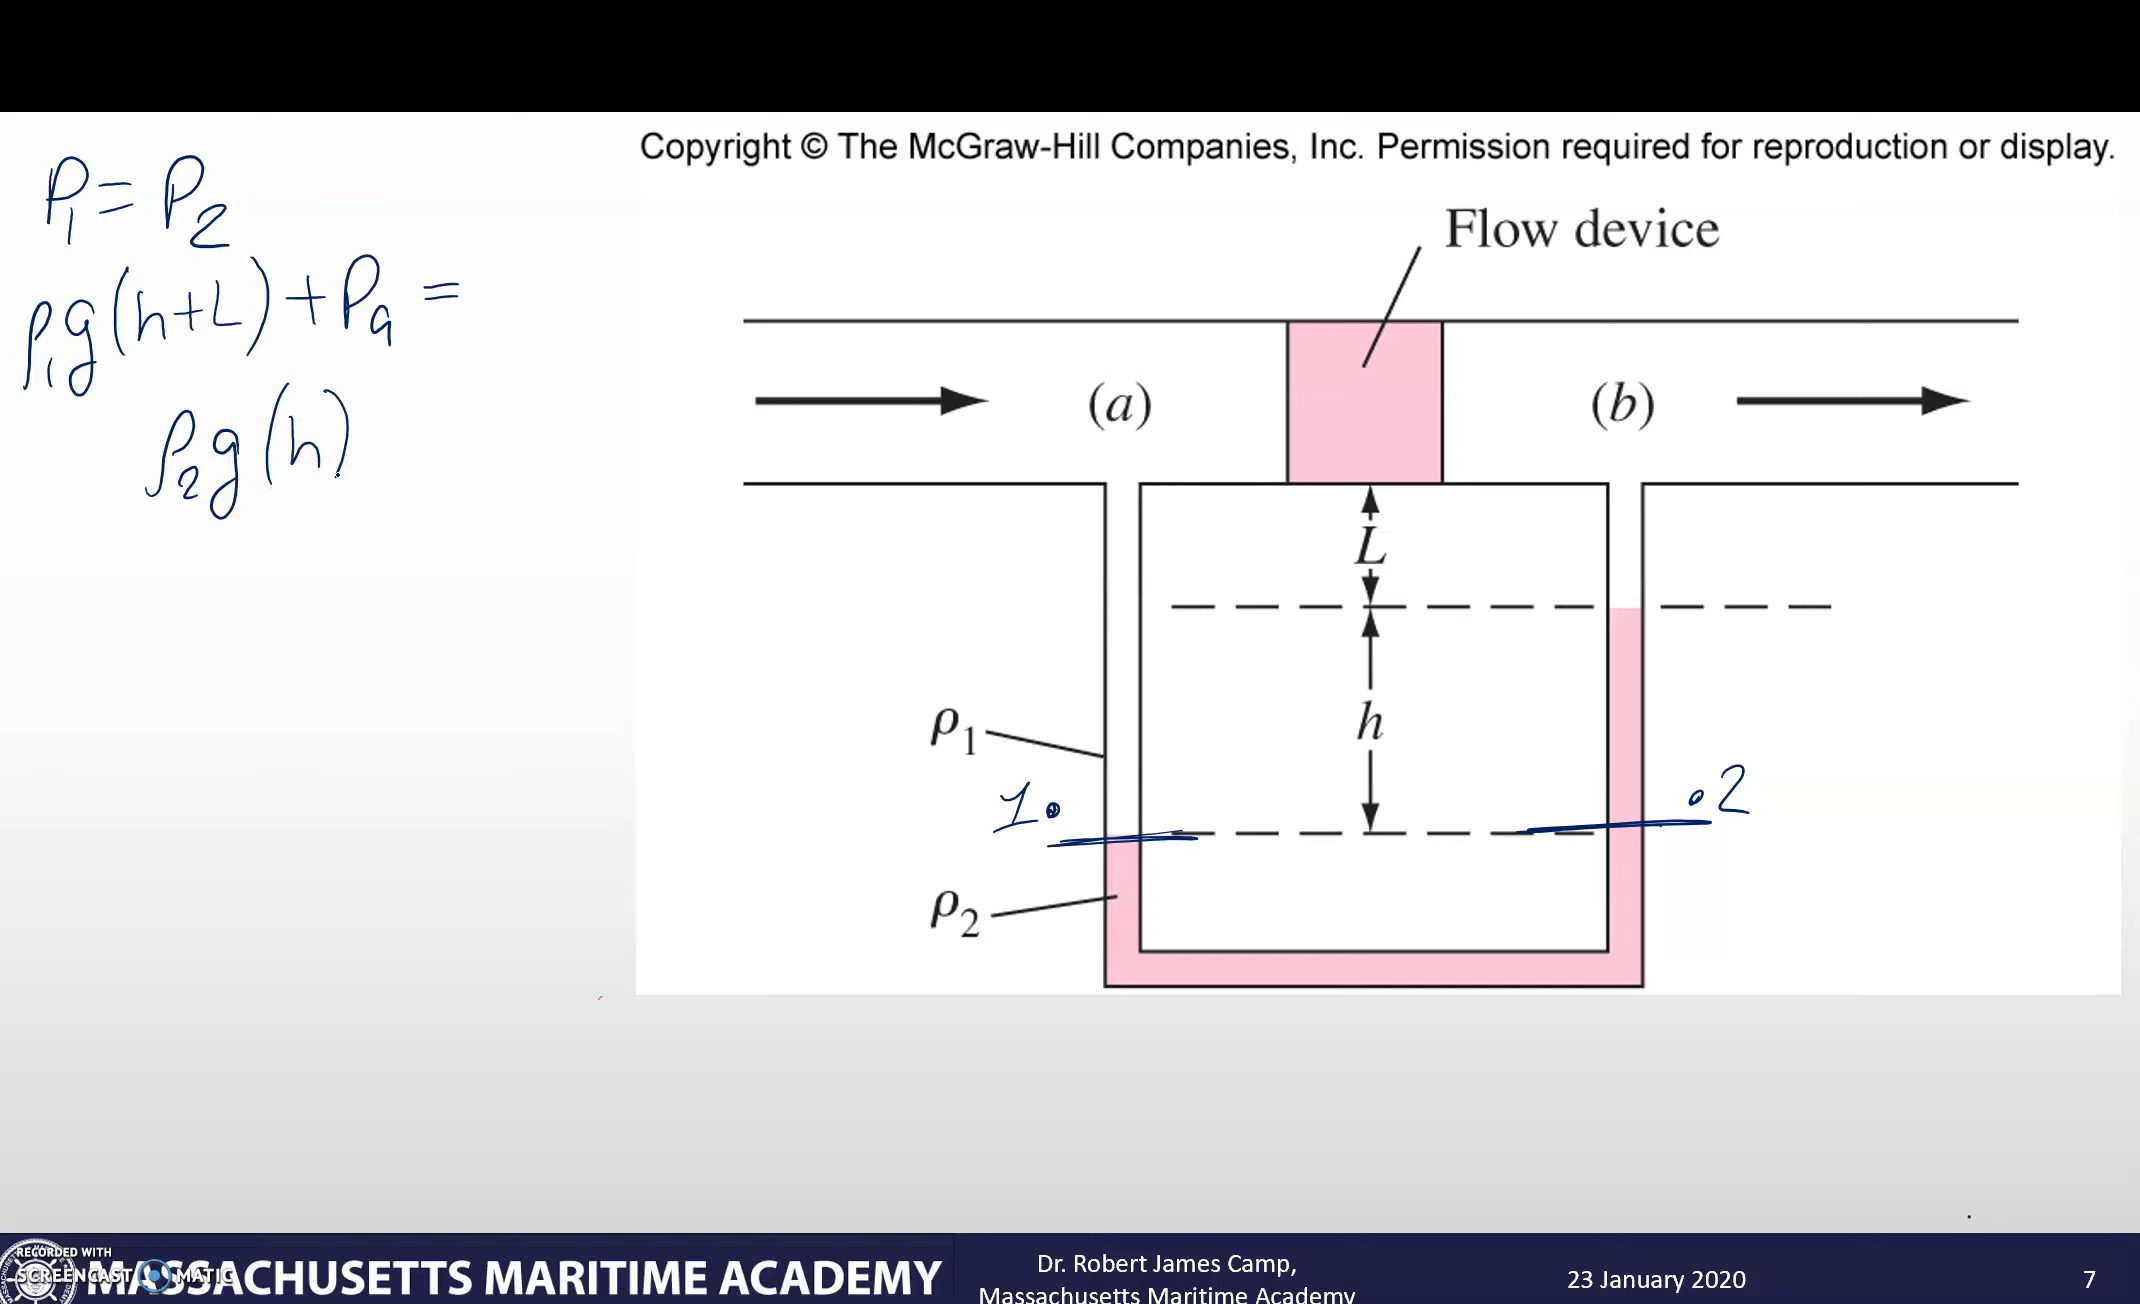 Copyright © The McGraw-Hill Companies, Inc. Permission required for reproduction or display.
P₁ = P₂
ρ₁g(h+L) + Pa =
ρ₂g(h)
Flow device
(a)
(b)
L
h
ρ₁
1.
.2
ρ₂
RECORDED WITH
SCREENCAST MATIC
MASSACHUSETTS MARITIME ACADEMY
Dr. Robert James Camp,
Massachusetts Maritime Academy
23 January 2020
7